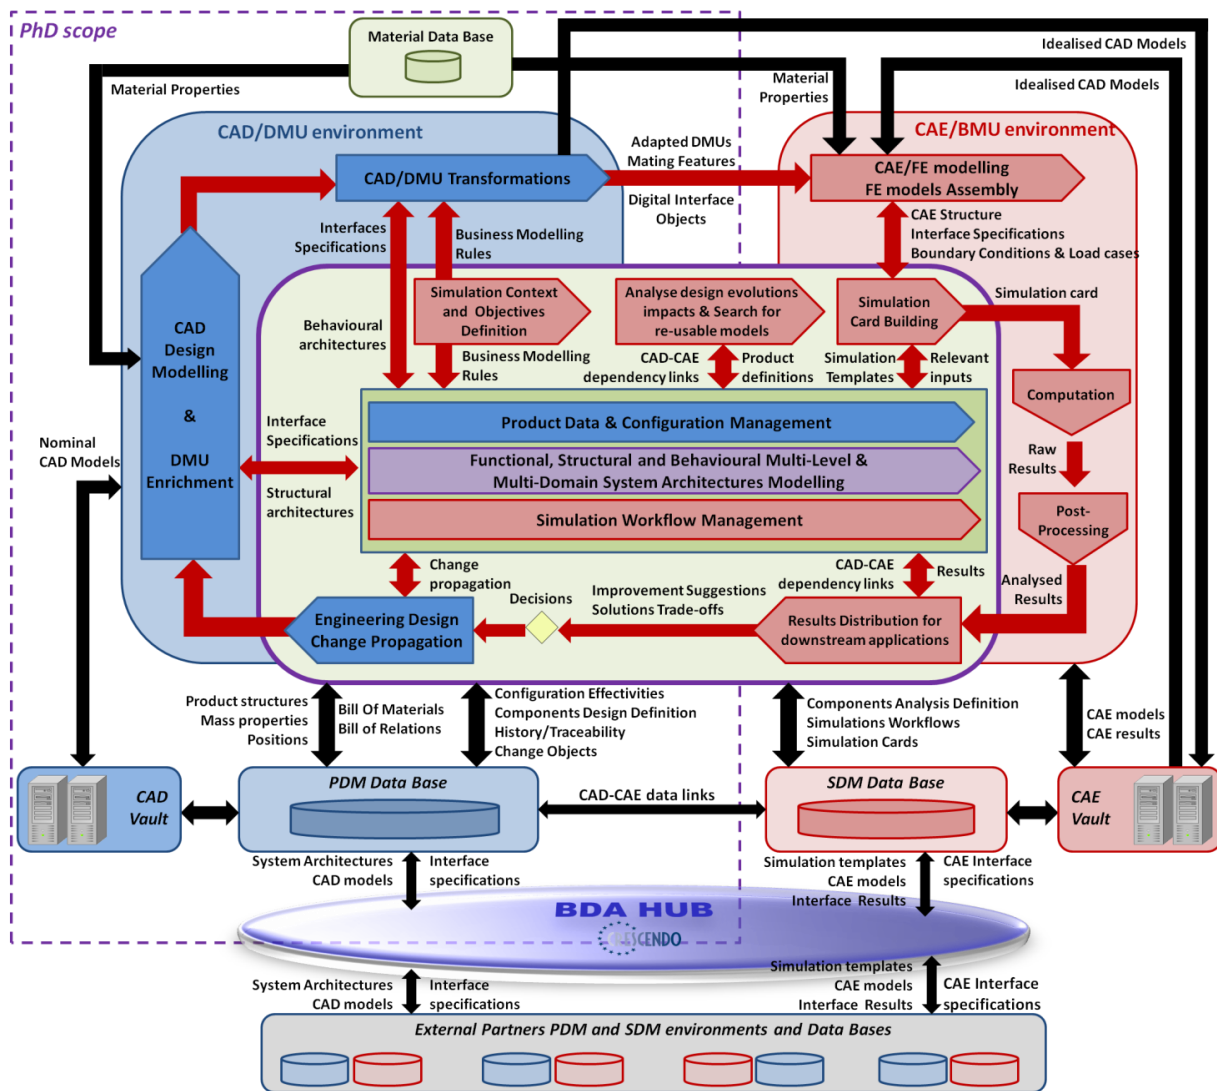 PhD scope
Material Data Base
Idealised CAD Models
Idealised CAD Models
Material Properties
Material
Properties
CAD/DMU environment
CAE/BMU environment
Adapted DMUs
Mating Features
CAD/DMU Transformations
CAE/FE modelling
FE models Assembly
Digital Interface
Objects
Interfaces
Specifications
Business Modelling
Rules
CAE Structure
Interface Specifications
Boundary Conditions & Load cases
Simulation Context
and Objectives
Definition
Analyse design evolutions
impacts & Search for
re-usable models
Simulation
Card Building
Simulation card
CAD
Design
Modelling
&
DMU
Enrichment
Behavioural
architectures
Business Modelling
Rules
CAD-CAE
dependency links
Product
definitions
Simulation
Templates
Relevant
inputs
Computation
Nominal
CAD Models
Interface
Specifications
Structural
architectures
Product Data & Configuration Management
Functional, Structural and Behavioural Multi-Level &
Multi-Domain System Architectures Modelling
Simulation Workflow Management
Raw
Results
Post-
Processing
Change
propagation
CAD-CAE
dependency links
Results
Analysed
Results
Engineering Design
Change Propagation
Decisions
Improvement Suggestions
Solutions Trade-offs
Results Distribution for
downstream applications
Product structures
Mass properties
Positions
Bill Of Materials
Bill of Relations
Configuration Effectivities
Components Design Definition
History/Traceability
Change Objects
Components Analysis Definition
Simulations Workflows
Simulation Cards
CAE models
CAE results
CAD
Vault
PDM Data Base
CAD-CAE data links
SDM Data Base
CAE
Vault
System Architectures
CAD models
Interface
specifications
Simulation templates
CAE models
Interface Results
CAE Interface
specifications
BDA HUB
CRESCENDO
System Architectures
CAD models
Interface
specifications
Simulation templates
CAE models
Interface Results
CAE Interface
specifications
External Partners PDM and SDM environments and Data Bases